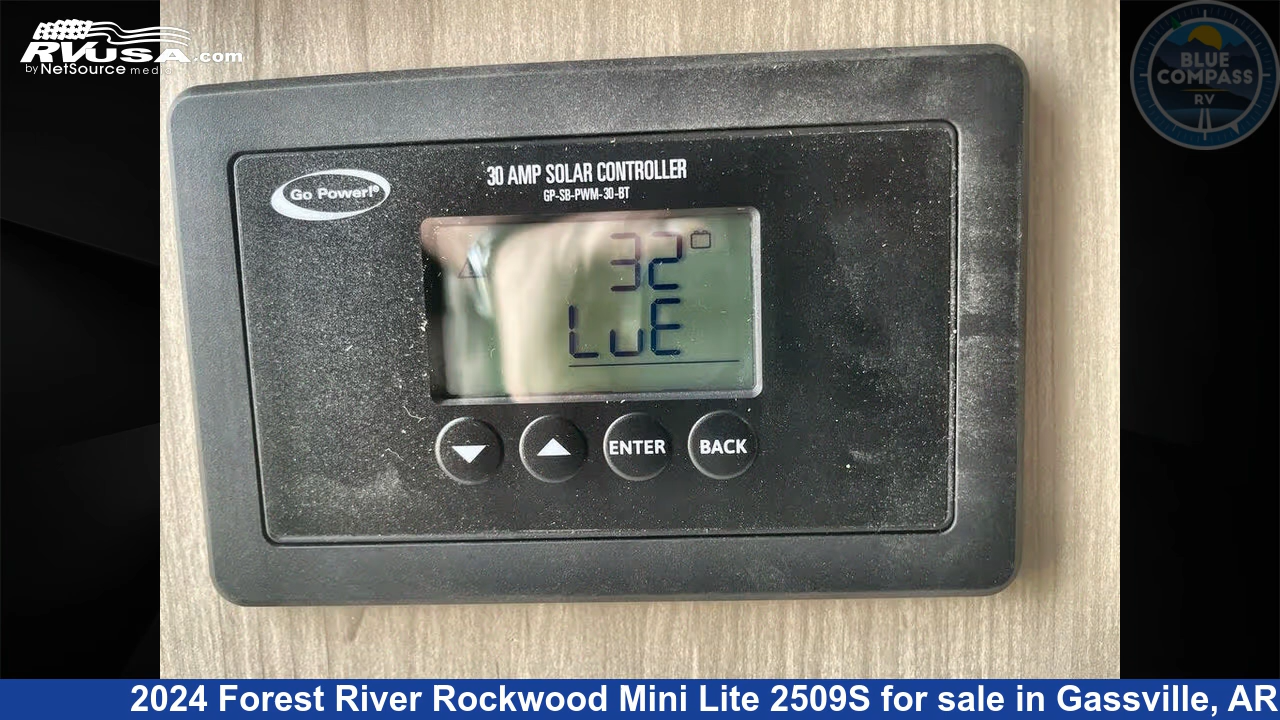 RVUSA.com
by NetSource media
BLUE
COMPASS
RV
Go Power!®
30 AMP SOLAR CONTROLLER
GP-SB-PWM-30-BT
32
LuE
ENTER
BACK
2024 Forest River Rockwood Mini Lite 2509S for sale in Gassville, AR